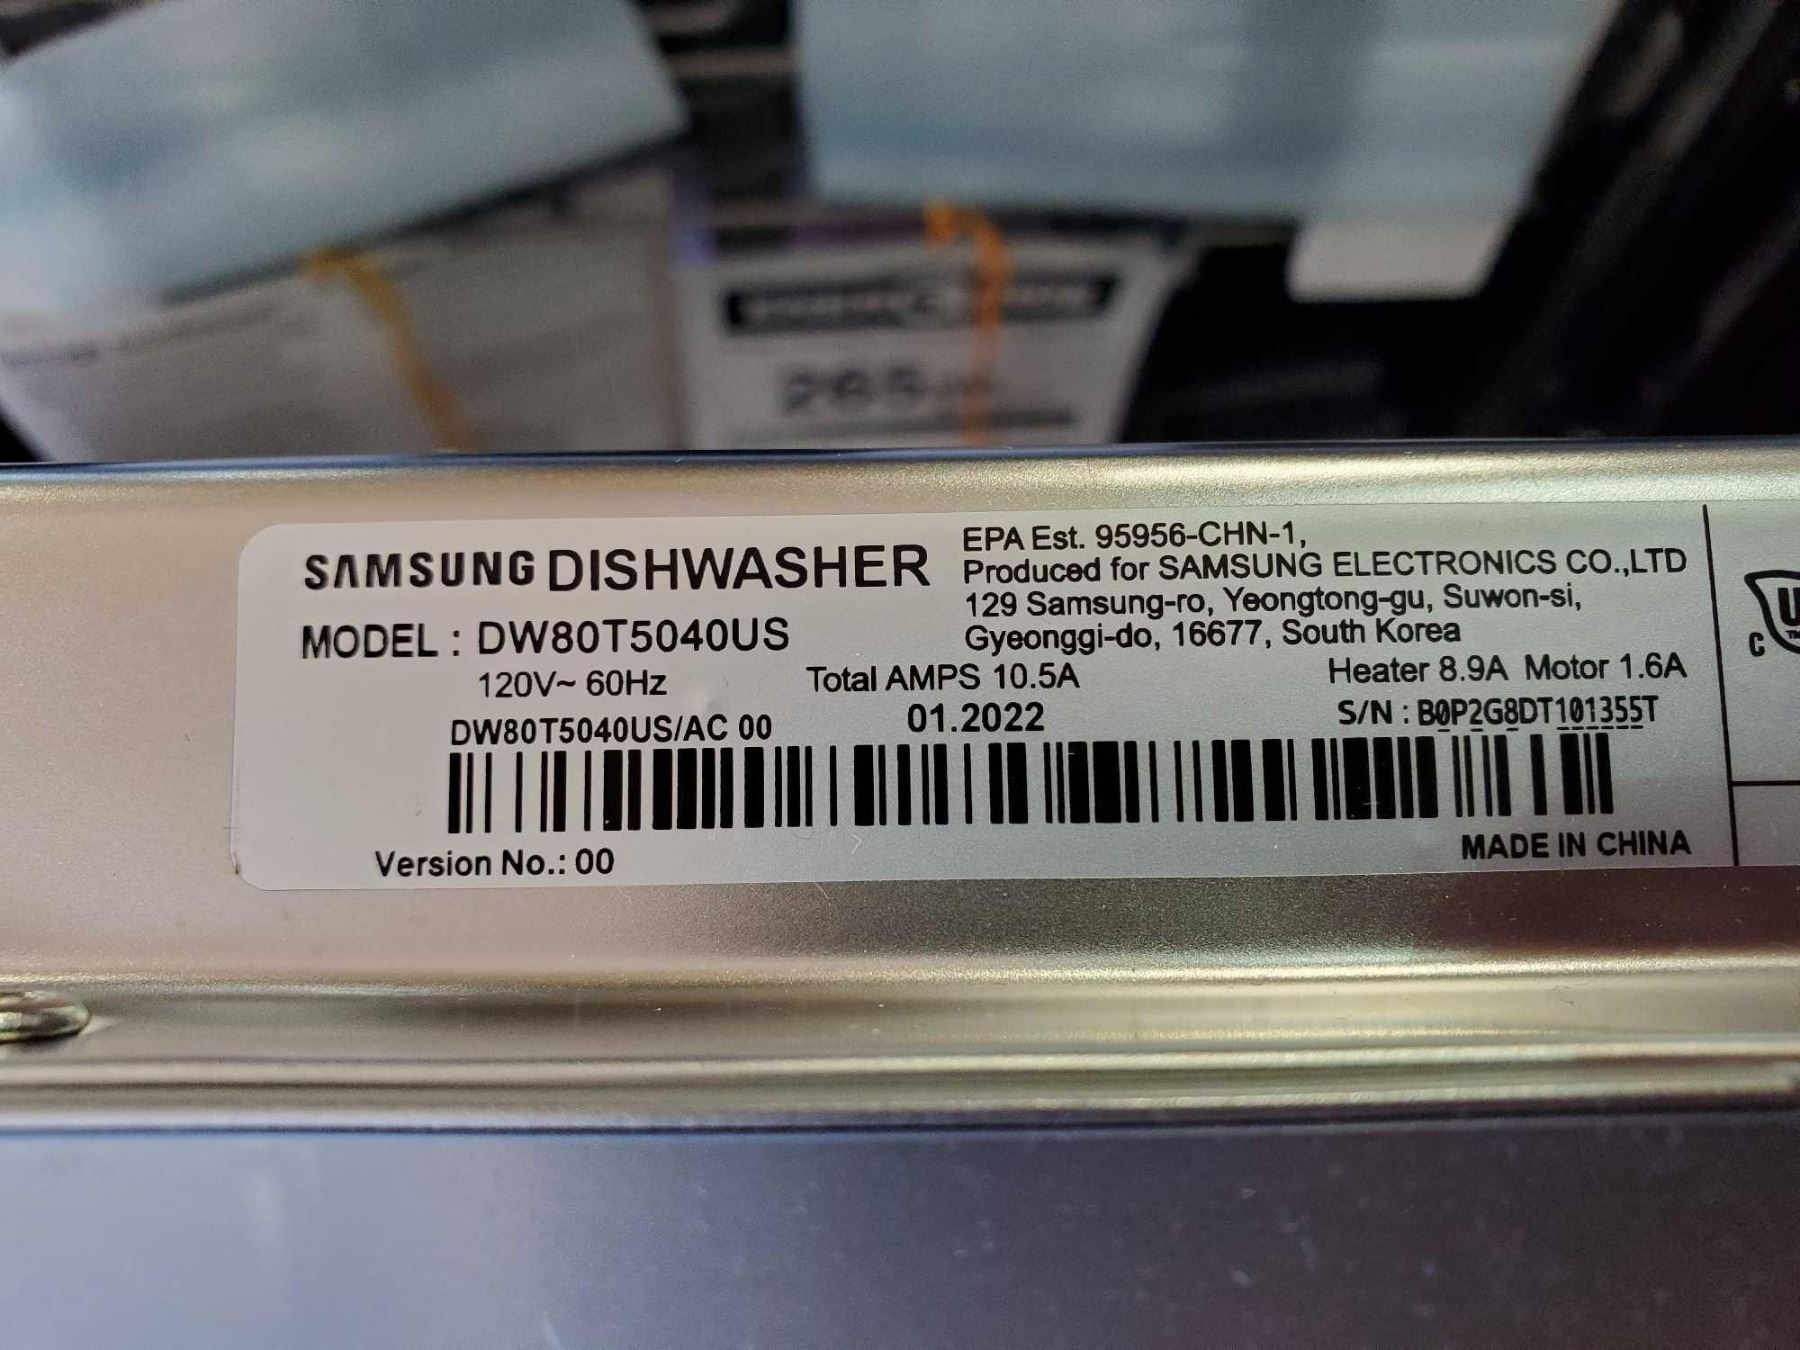 SAMSUNG DISHWASHER
MODEL : DW80T5040US
EPA Est. 95956-CHN-1,
Produced for SAMSUNG ELECTRONICS CO.,LTD
129 Samsung-ro, Yeongtong-gu, Suwon-si,
Gyeonggi-do, 16677, South Korea
120V~ 60Hz
Total AMPS 10.5A
Heater 8.9A Motor 1.6A
DW80T5040US/AC 00
01.2022
S/N : B0P2G8DT101355T
Version No.: 00
MADE IN CHINA
C